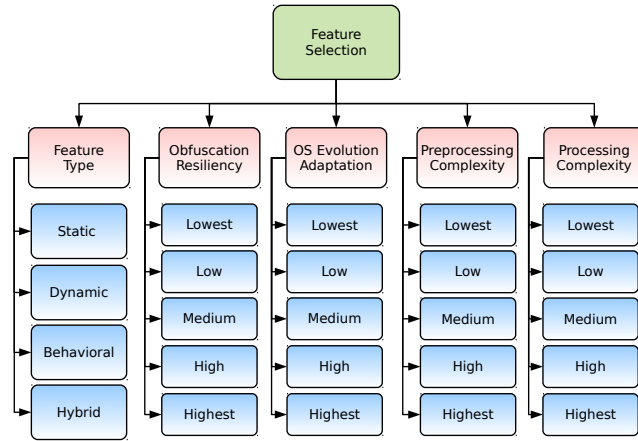 Feature
Selection
Feature
Type
Obfuscation
Resiliency
OS Evolution
Adaptation
Preprocessing
Complexity
Processing
Complexity
Static
Dynamic
Behavioral
Hybrid
Lowest
Low
Medium
High
Highest
Lowest
Low
Medium
High
Highest
Lowest
Low
Medium
High
Highest
Lowest
Low
Medium
High
Highest